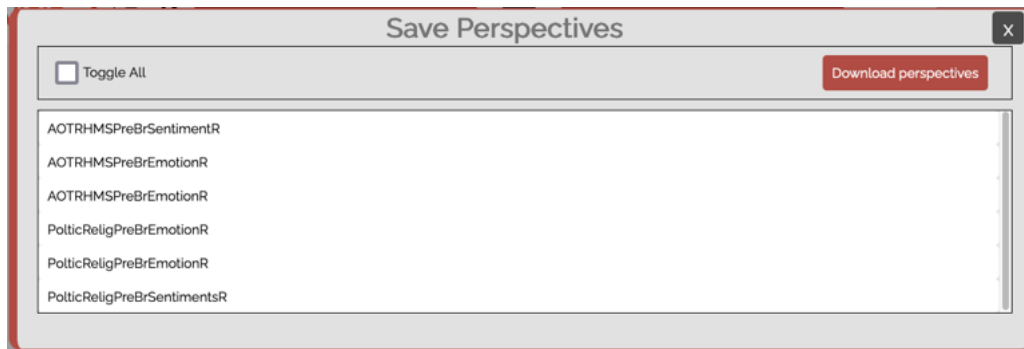 Save Perspectives
X
Toggle All
Download perspectives
AOTRHMSPreBrSentimentR
AOTRHMSPreBrEmotionR
AOTRHMSPreBrEmotionR
PolticReligPreBrEmotionR
PolticReligPreBrEmotionR
PolticReligPreBrSentimentsR